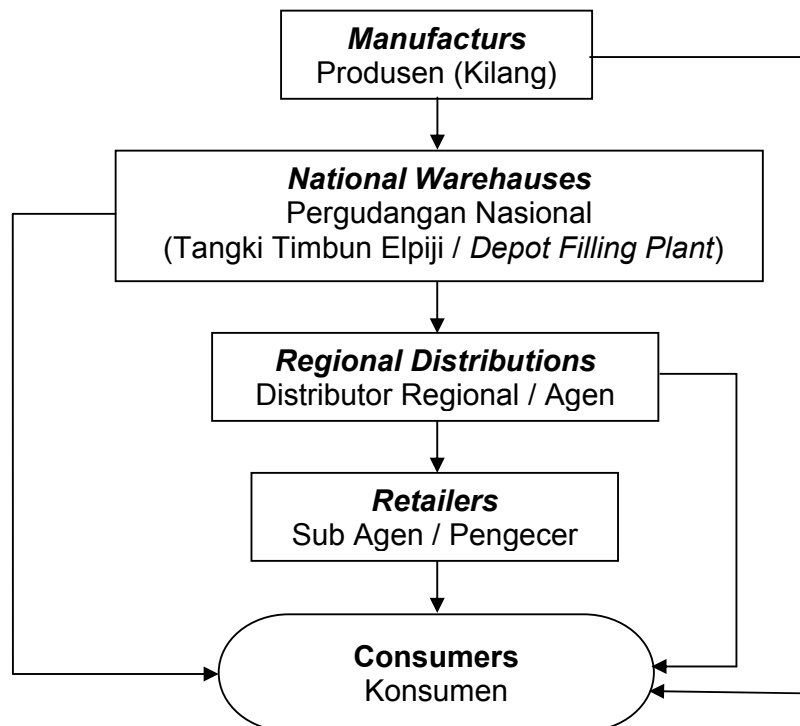 Manufacturs
Produsen (Kilang)
National Warehauses
Pergudangan Nasional
(Tangki Timbun Elpiji / Depot Filling Plant)
Regional Distributions
Distributor Regional / Agen
Retailers
Sub Agen / Pengecer
Consumers
Konsumen